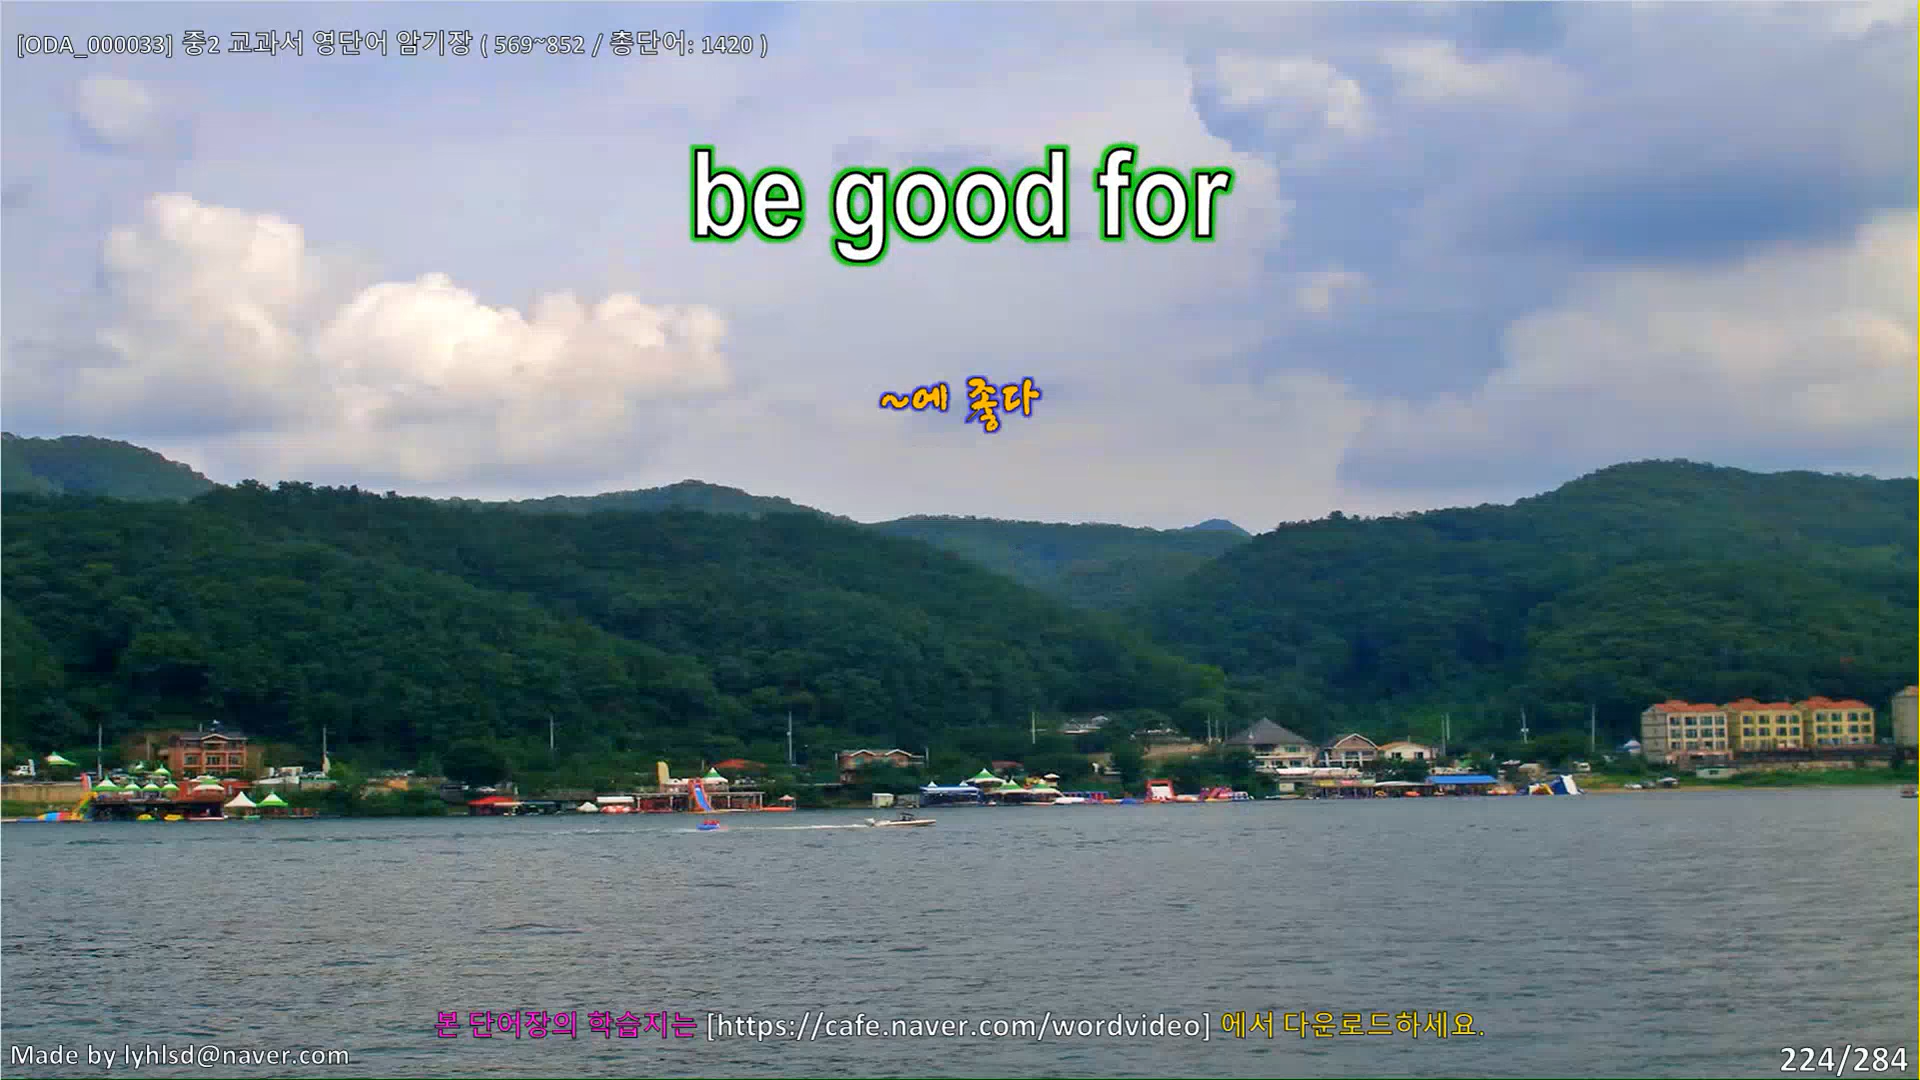 [ODA_000033] 중2 교과서 영단어 암기장 ( 569~852 / 총단어: 1420 )
be good for
~에 좋다
본 단어장의 학습지는 [https://cafe.naver.com/wordvideo] 에서 다운로드하세요.
Made by lyhlsd@naver.com
224/284